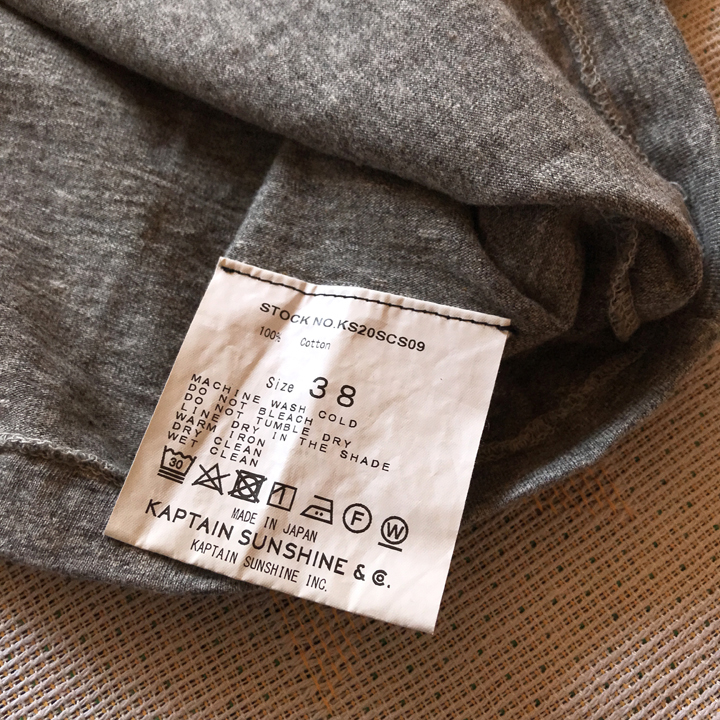 STOCK NO.KS20SCS09
100% Cotton
Size 38
MACHINE WASH COLD
DO NOT BLEACH
DO NOT TUMBLE DRY
LINE DRY IN THE SHADE
WARM IRON
DRY CLEAN
WET CLEAN
30 1 F W
MADE IN JAPAN
KAPTAIN SUNSHINE & Co.
KAPTAIN SUNSHINE INC.